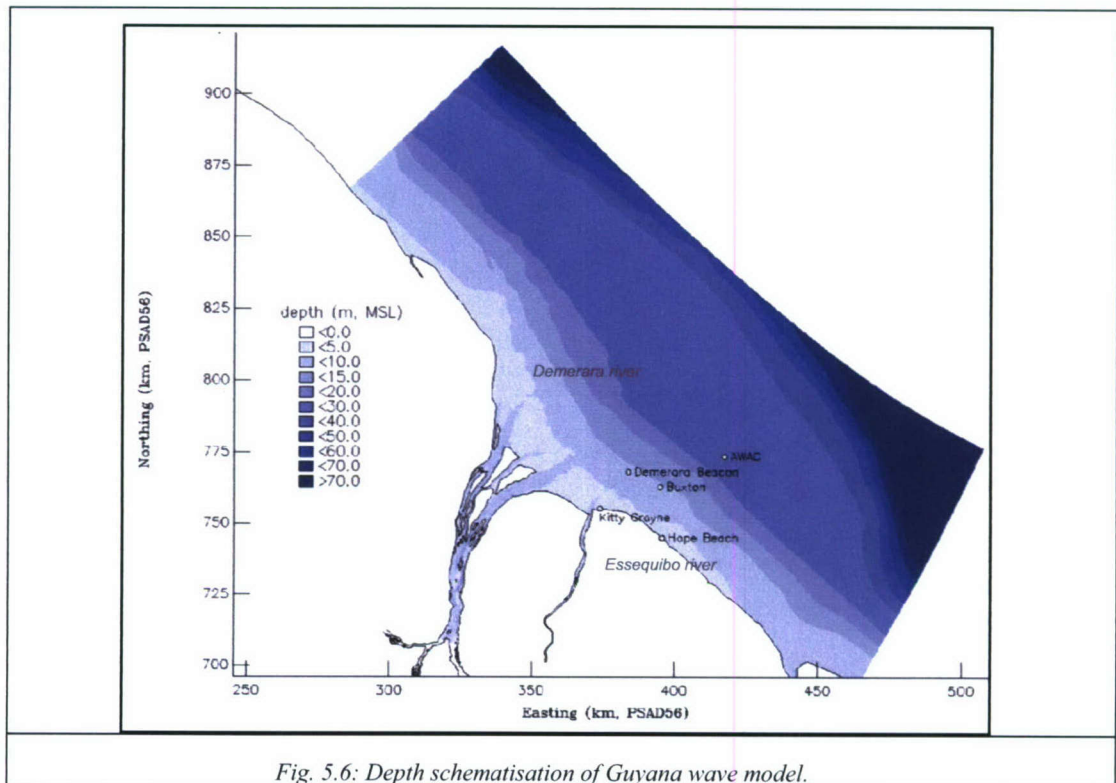 900
875
850
825
800
775
750
725
700
Northing (km, PSAD56)
depth (m, MSL)
<0.0
<5.0
<10.0
<15.0
<20.0
<30.0
<40.0
<50.0
<60.0
<70.0
>70.0
Demerara river
AWAC
Demerara Beacon
Buxton
Kitty Groyne
Hope Beach
Essequibo river
250
300
350
400
450
500
Easting (km, PSAD56)
Fig. 5.6: Depth schematisation of Guyana wave model.